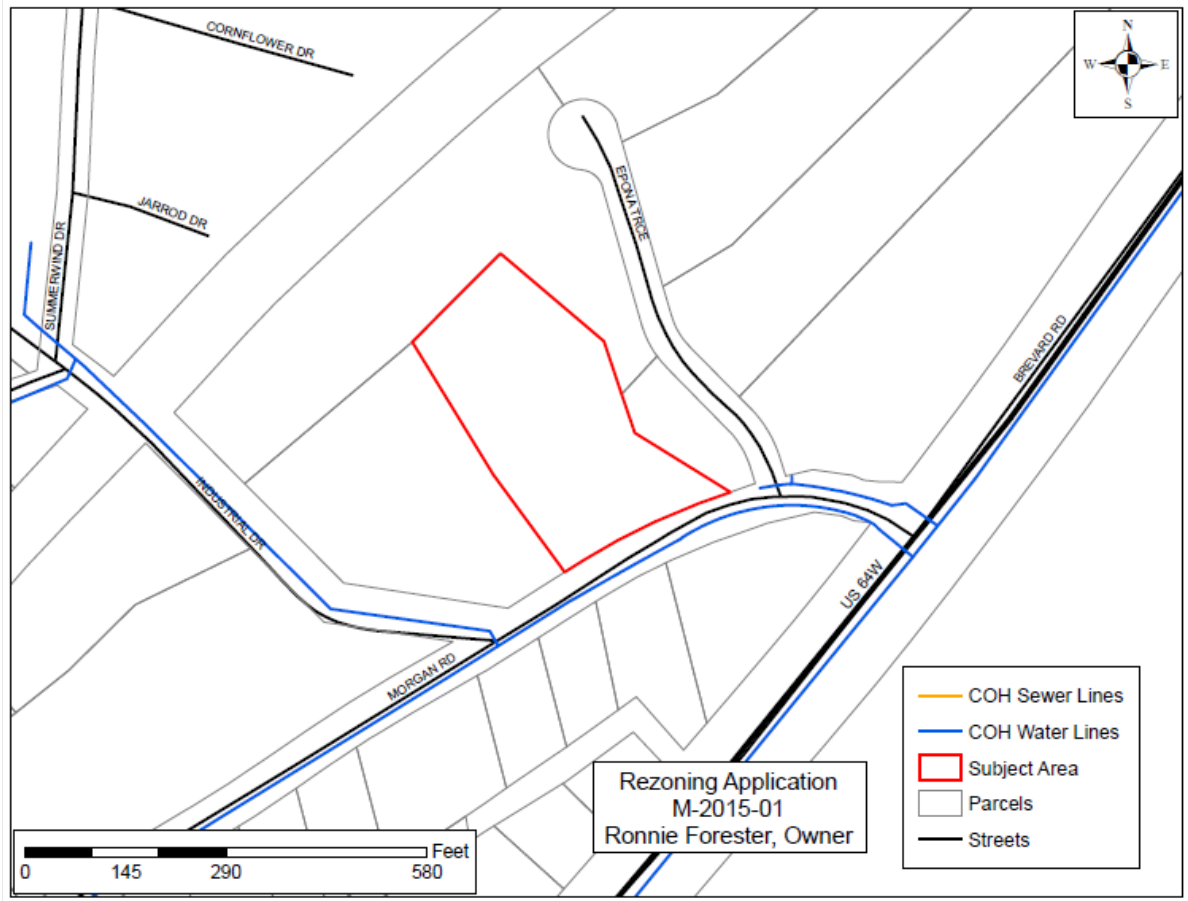 CORNFLOWER DR
N
W E
S
JARROD DR
SUMMERWIND DR
EPONA TRCE
BREVARD RD
INDUSTRIAL DR
US 64W
MORGAN RD
COH Sewer Lines
COH Water Lines
Subject Area
Parcels
Streets
Rezoning Application
M-2015-01
Ronnie Forester, Owner
Feet
0 145 290 580